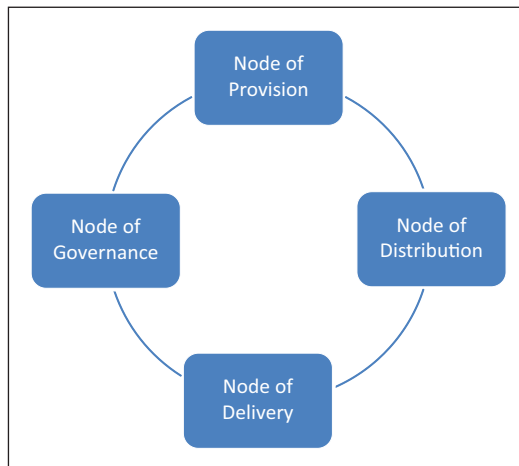 Node of
Provision
Node of
Governance
Node of
Distribution
Node of
Delivery